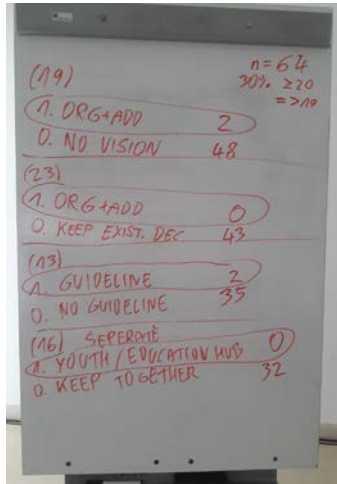 n=64
30% ≥20
=>19
(19)
1. ORG+ADD 2
0. NO VISION 48
(23)
1. ORG+ADD 0
0. KEEP EXIST. DEC 43
(13)
1. GUIDELINE 2
0. NO GUIDELINE 35
(16) SEPERATE
1. YOUTH/EDUCATION HUB 0
0. KEEP TOGETHER 32